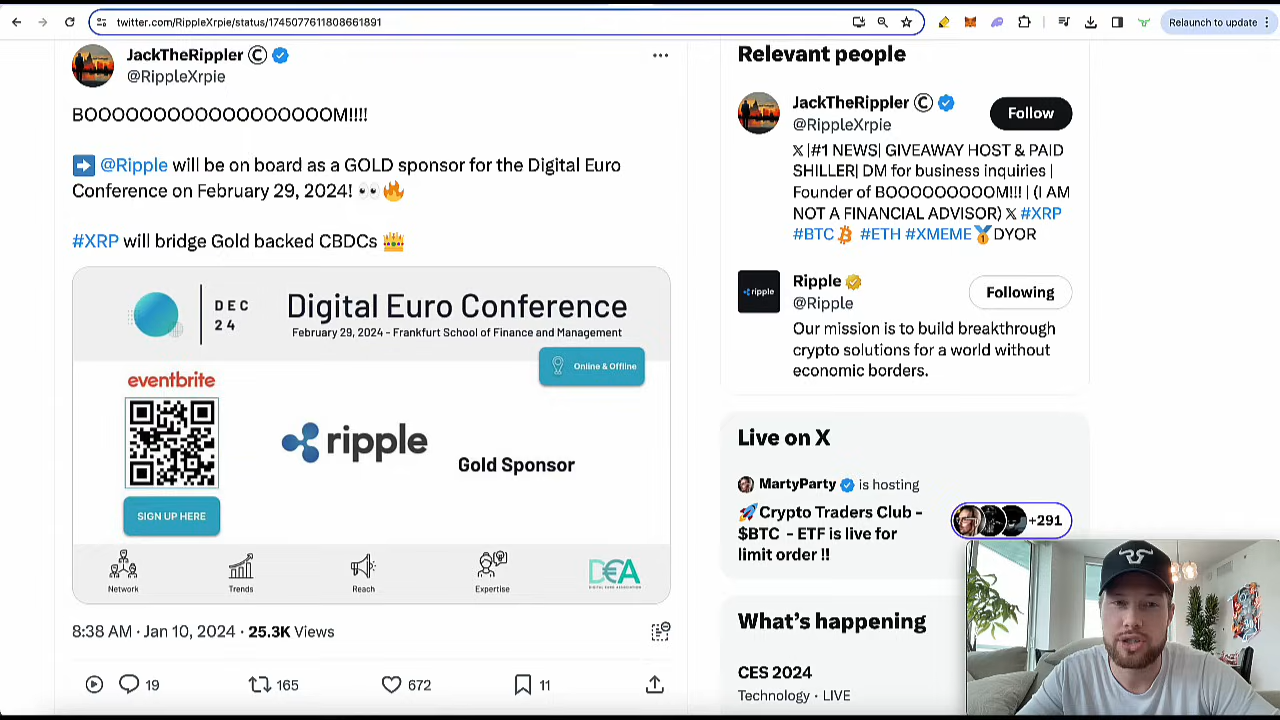 twitter.com/RippleXrpie/status/1745077611808661891
Relaunch to update
JackTheRippler ©
@RippleXrpie
BOOOOOOOOOOOOOOOOOOM!!!!
➡️ @Ripple will be on board as a GOLD sponsor for the Digital Euro
Conference on February 29, 2024! 👀🔥
#XRP will bridge Gold backed CBDCs 👑
DEC
24
Digital Euro Conference
February 29, 2024 - Frankfurt School of Finance and Management
Online & Offline
eventbrite
ripple
Gold Sponsor
SIGN UP HERE
Network
Trends
Reach
Expertise
D€A
DIGITAL EURO ASSOCIATION
8:38 AM · Jan 10, 2024 · 25.3K Views
19
165
672
11
Relevant people
JackTheRippler ©
@RippleXrpie
Follow
𝕏 |#1 NEWS| GIVEAWAY HOST & PAID
SHILLER| DM for business inquiries |
Founder of BOOOOOOOOM!!! | (I AM
NOT A FINANCIAL ADVISOR) 𝕏 #XRP
#BTC #ETH #XMEME🥇DYOR
Ripple
@Ripple
Following
ripple
Our mission is to build breakthrough
crypto solutions for a world without
economic borders.
Live on X
MartyParty is hosting
🚀Crypto Traders Club -
$BTC - ETF is live for
limit order !!
+291
What's happening
CES 2024
Technology · LIVE